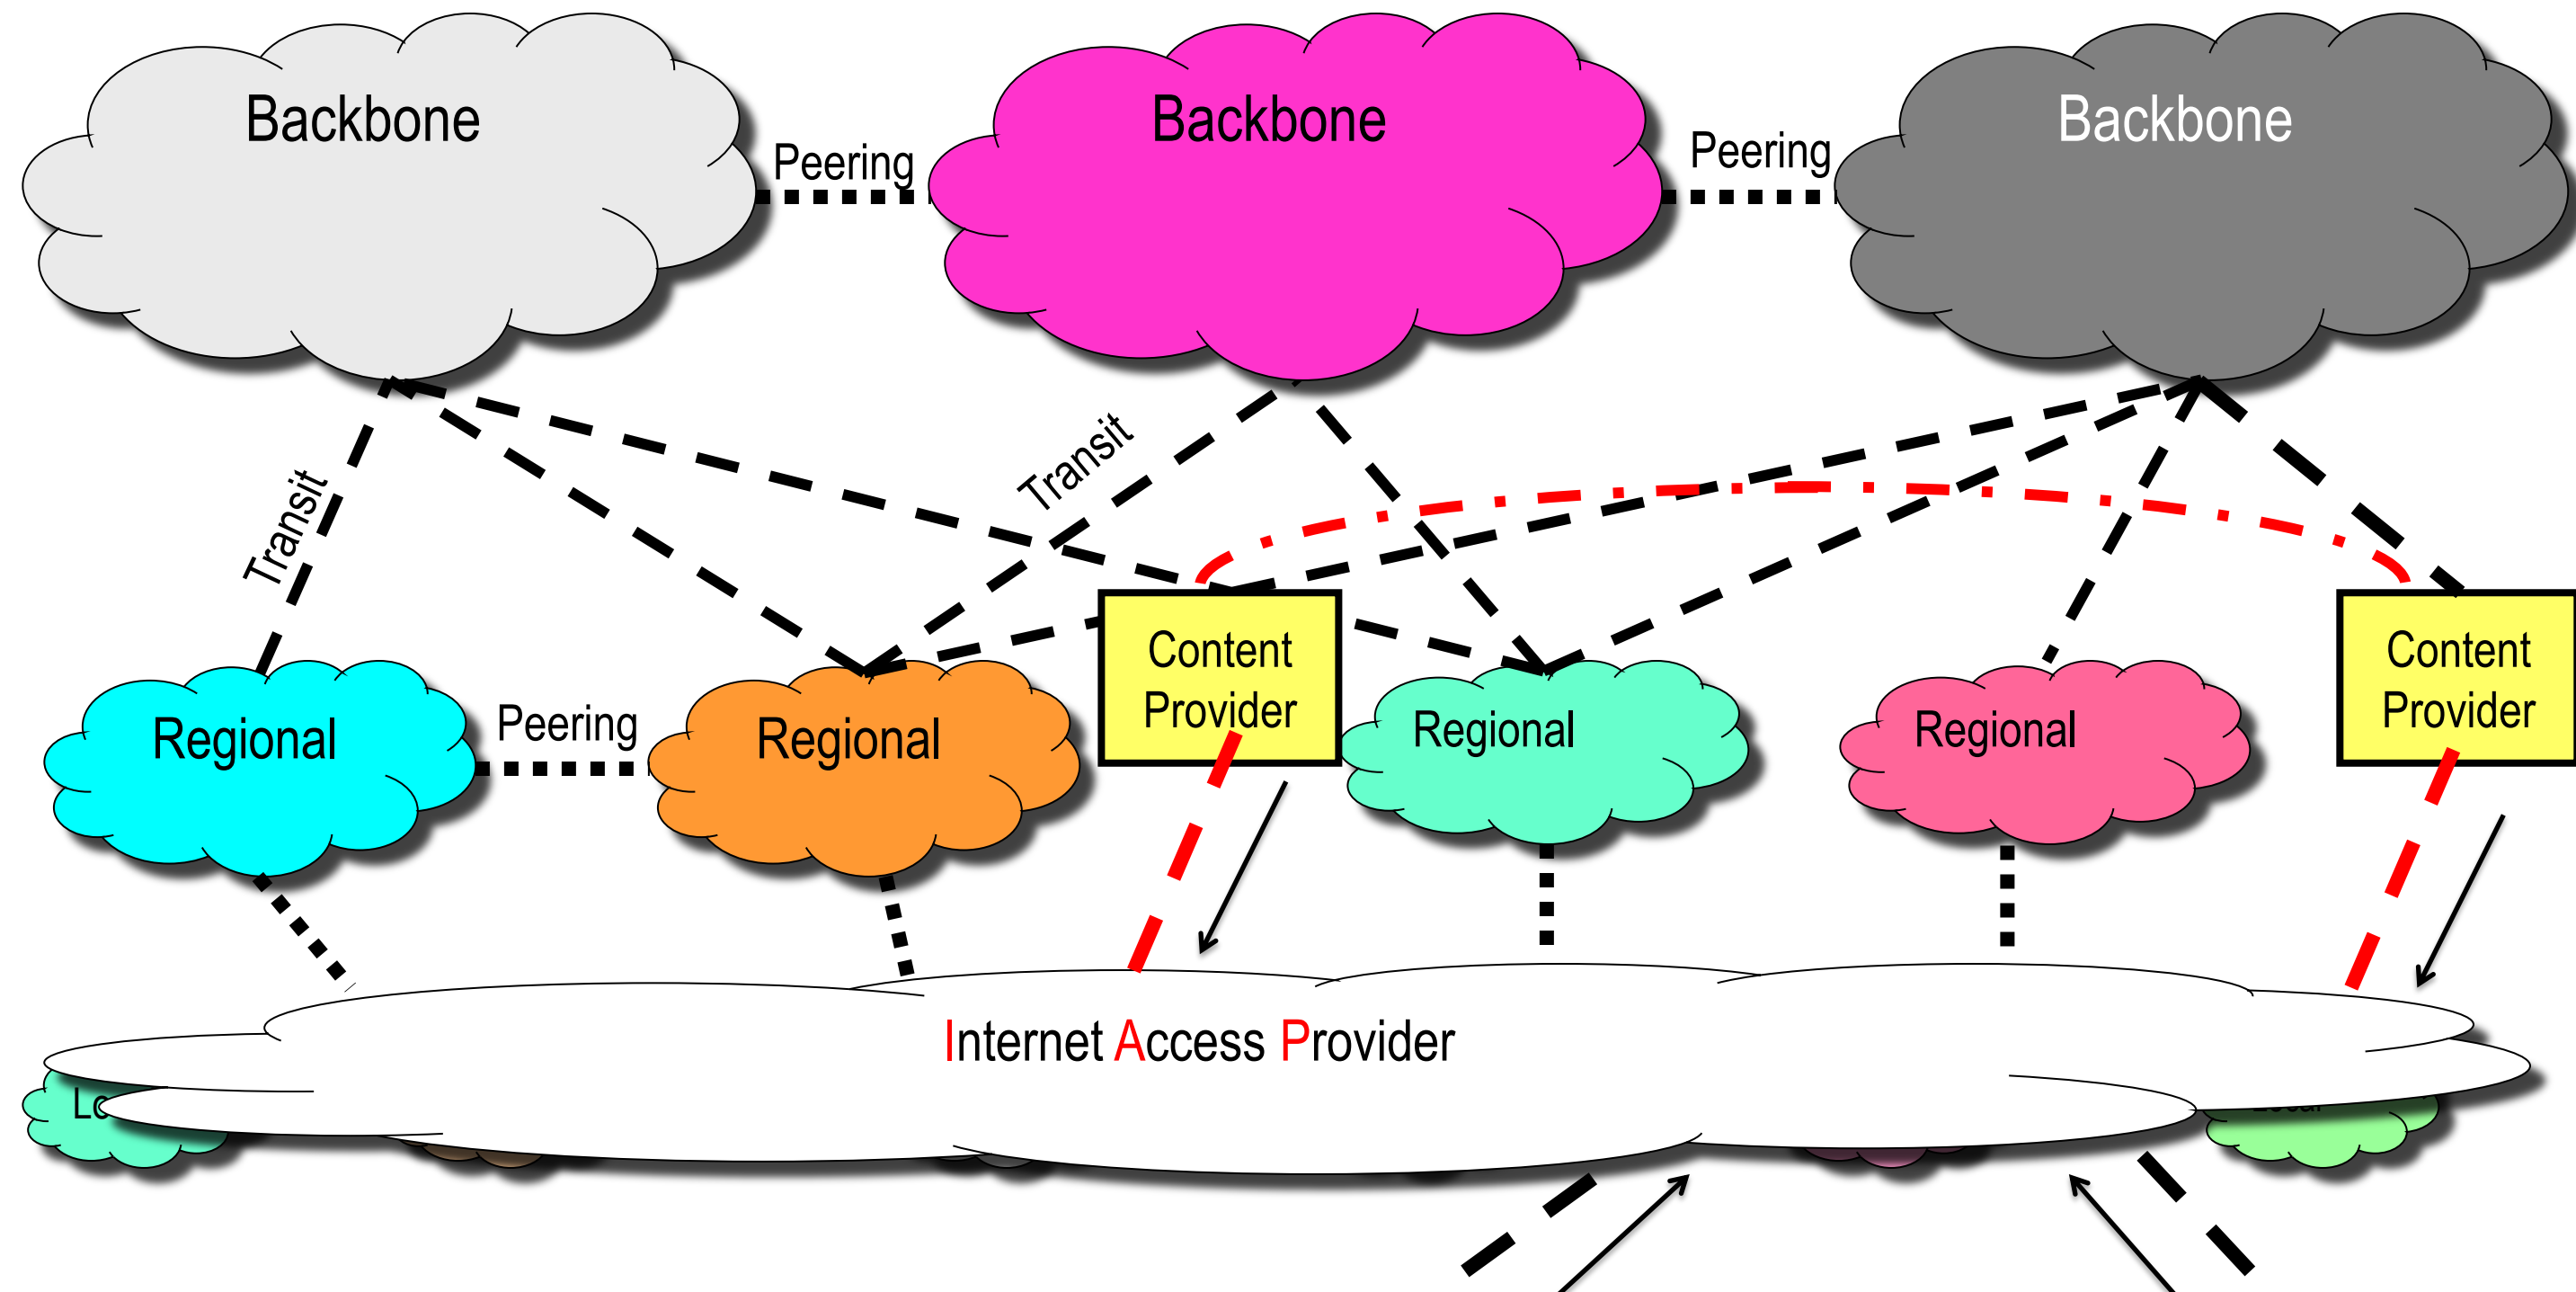 Backbone
Backbone
Backbone
Peering
Peering
Transit
Transit
Content
Provider
Content
Provider
Regional
Peering
Regional
Regional
Regional
Internet Access Provider